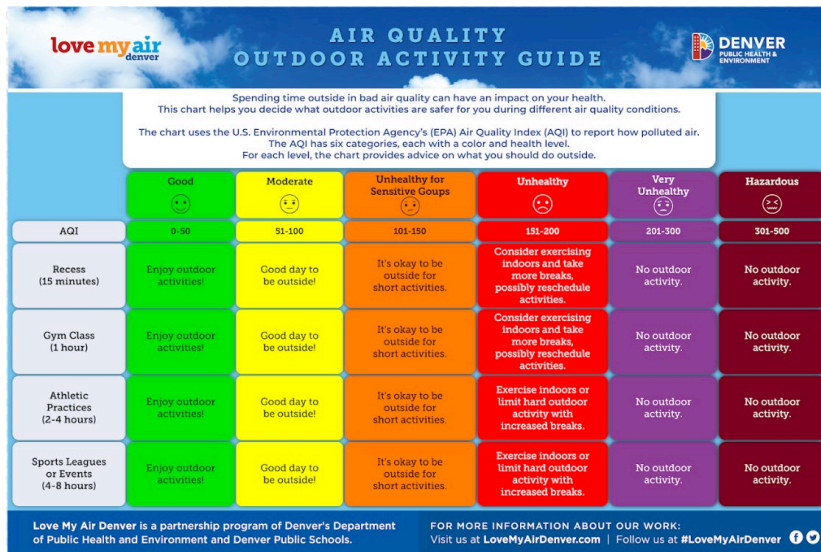 love my air
denver
AIR QUALITY
OUTDOOR ACTIVITY GUIDE
DENVER
PUBLIC HEALTH &
ENVIRONMENT
Spending time outside in bad air quality can have an impact on your health.
This chart helps you decide what outdoor activities are safer for you during different air quality conditions.
The chart uses the U.S. Environmental Protection Agency's (EPA) Air Quality Index (AQI) to report how polluted air.
The AQI has six categories, each with a color and health level.
For each level, the chart provides advice on what you should do outside.
Good
Moderate
Unhealthy for
Sensitive Goups
Unhealthy
Very
Unhealthy
Hazardous
AQI
0-50
51-100
101-150
151-200
201-300
301-500
Recess
(15 minutes)
Enjoy outdoor
activities!
Good day to
be outside!
It's okay to be
outside for
short activities.
Consider exercising
indoors and take
more breaks,
possibly reschedule
activities.
No outdoor
activity.
No outdoor
activity.
Gym Class
(1 hour)
Enjoy outdoor
activities!
Good day to
be outside!
It's okay to be
outside for
short activities.
Consider exercising
indoors and take
more breaks,
possibly reschedule
activities.
No outdoor
activity.
No outdoor
activity.
Athletic
Practices
(2-4 hours)
Enjoy outdoor
activities!
Good day to
be outside!
It's okay to be
outside for
short activities.
Exercise indoors or
limit hard outdoor
activity with
increased breaks.
No outdoor
activity.
No outdoor
activity.
Sports Leagues
or Events
(4-8 hours)
Enjoy outdoor
activities!
Good day to
be outside!
It's okay to be
outside for
short activities.
Exercise indoors or
limit hard outdoor
activity with
increased breaks.
No outdoor
activity.
No outdoor
activity.
Love My Air Denver is a partnership program of Denver's Department
of Public Health and Environment and Denver Public Schools.
FOR MORE INFORMATION ABOUT OUR WORK:
Visit us at LoveMyAirDenver.com | Follow us at #LoveMyAirDenver